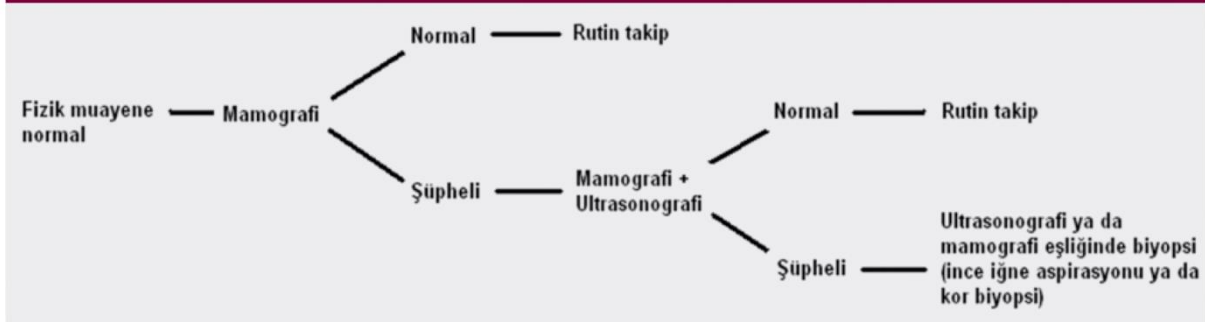 Fizik muayene
normal
Mamografi
Normal
Rutin takip
Şüpheli
Mamografi +
Ultrasonografi
Normal
Rutin takip
Şüpheli
Ultrasonografi ya da
mamografi eşliğinde biyopsi
(ince iğne aspirasyonu ya da
kor biyopsi)